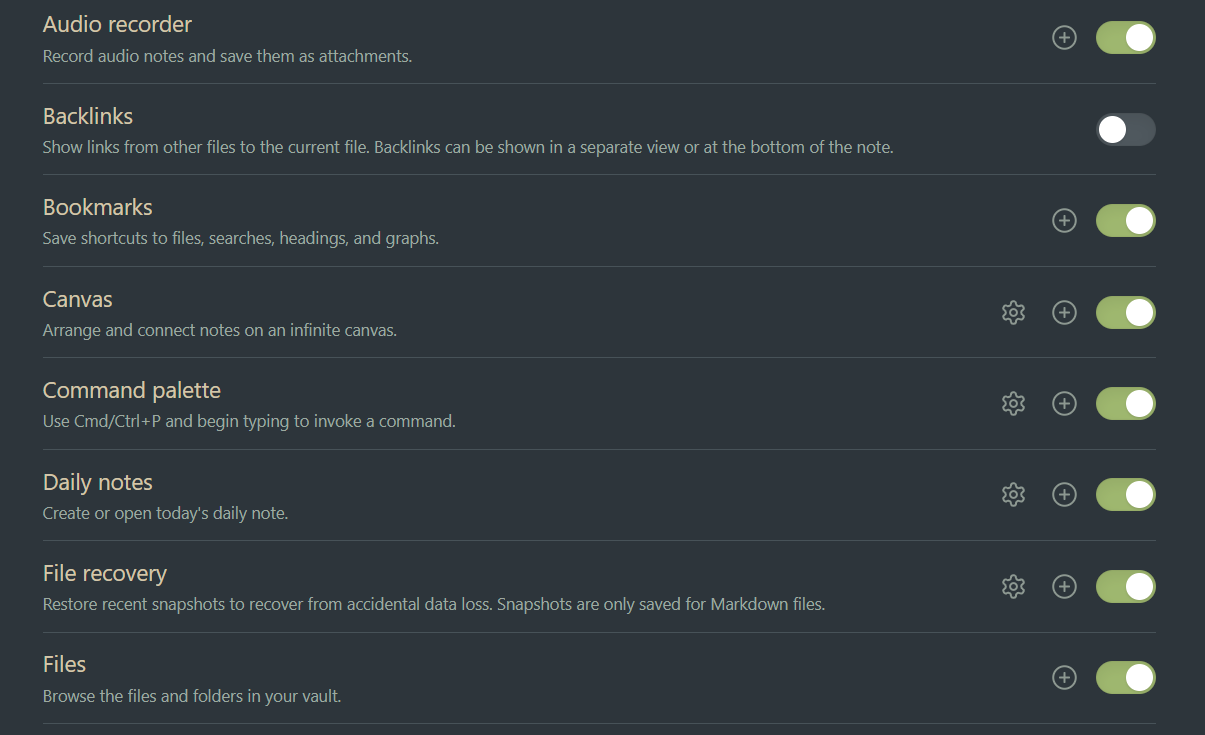 Audio recorder
Record audio notes and save them as attachments.
Backlinks
Show links from other files to the current file. Backlinks can be shown in a separate view or at the bottom of the note.
Bookmarks
Save shortcuts to files, searches, headings, and graphs.
Canvas
Arrange and connect notes on an infinite canvas.
Command palette
Use Cmd/Ctrl+P and begin typing to invoke a command.
Daily notes
Create or open today's daily note.
File recovery
Restore recent snapshots to recover from accidental data loss. Snapshots are only saved for Markdown files.
Files
Browse the files and folders in your vault.